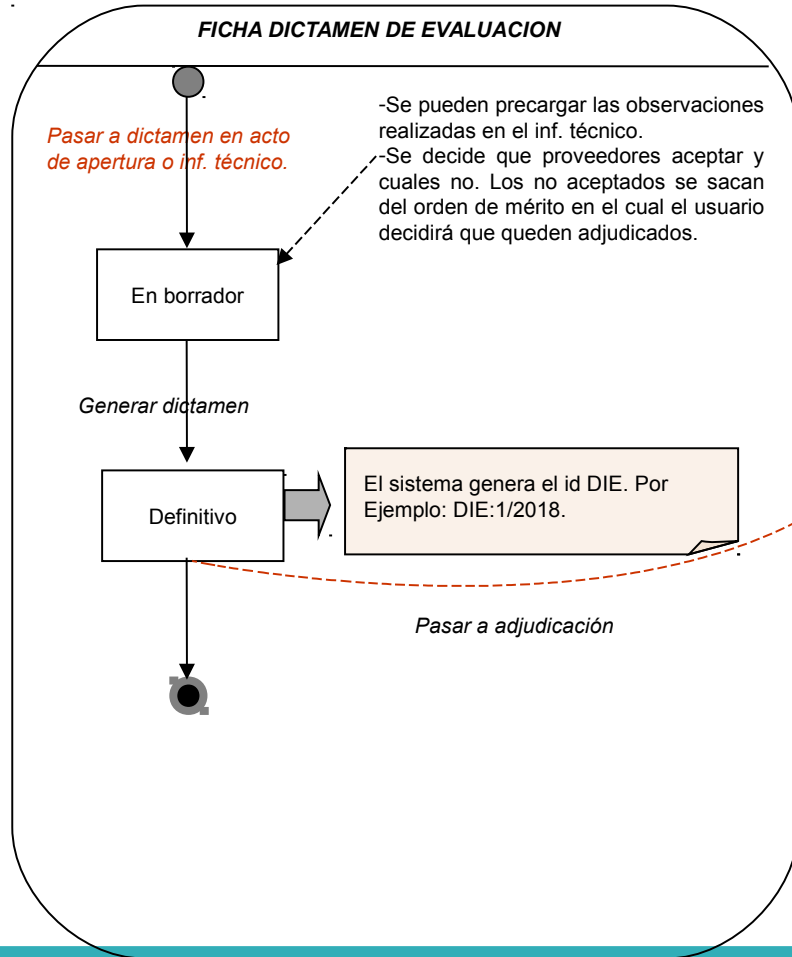 FICHA DICTAMEN DE EVALUACION
Pasar a dictamen en acto
de apertura o inf. técnico.
-Se pueden precargar las observaciones
realizadas en el inf. técnico.
-Se decide que proveedores aceptar y
cuales no. Los no aceptados se sacan
del orden de mérito en el cual el usuario
decidirá que queden adjudicados.
En borrador
Generar dictamen
Definitivo
El sistema genera el id DIE. Por
Ejemplo: DIE:1/2018.
Pasar a adjudicación